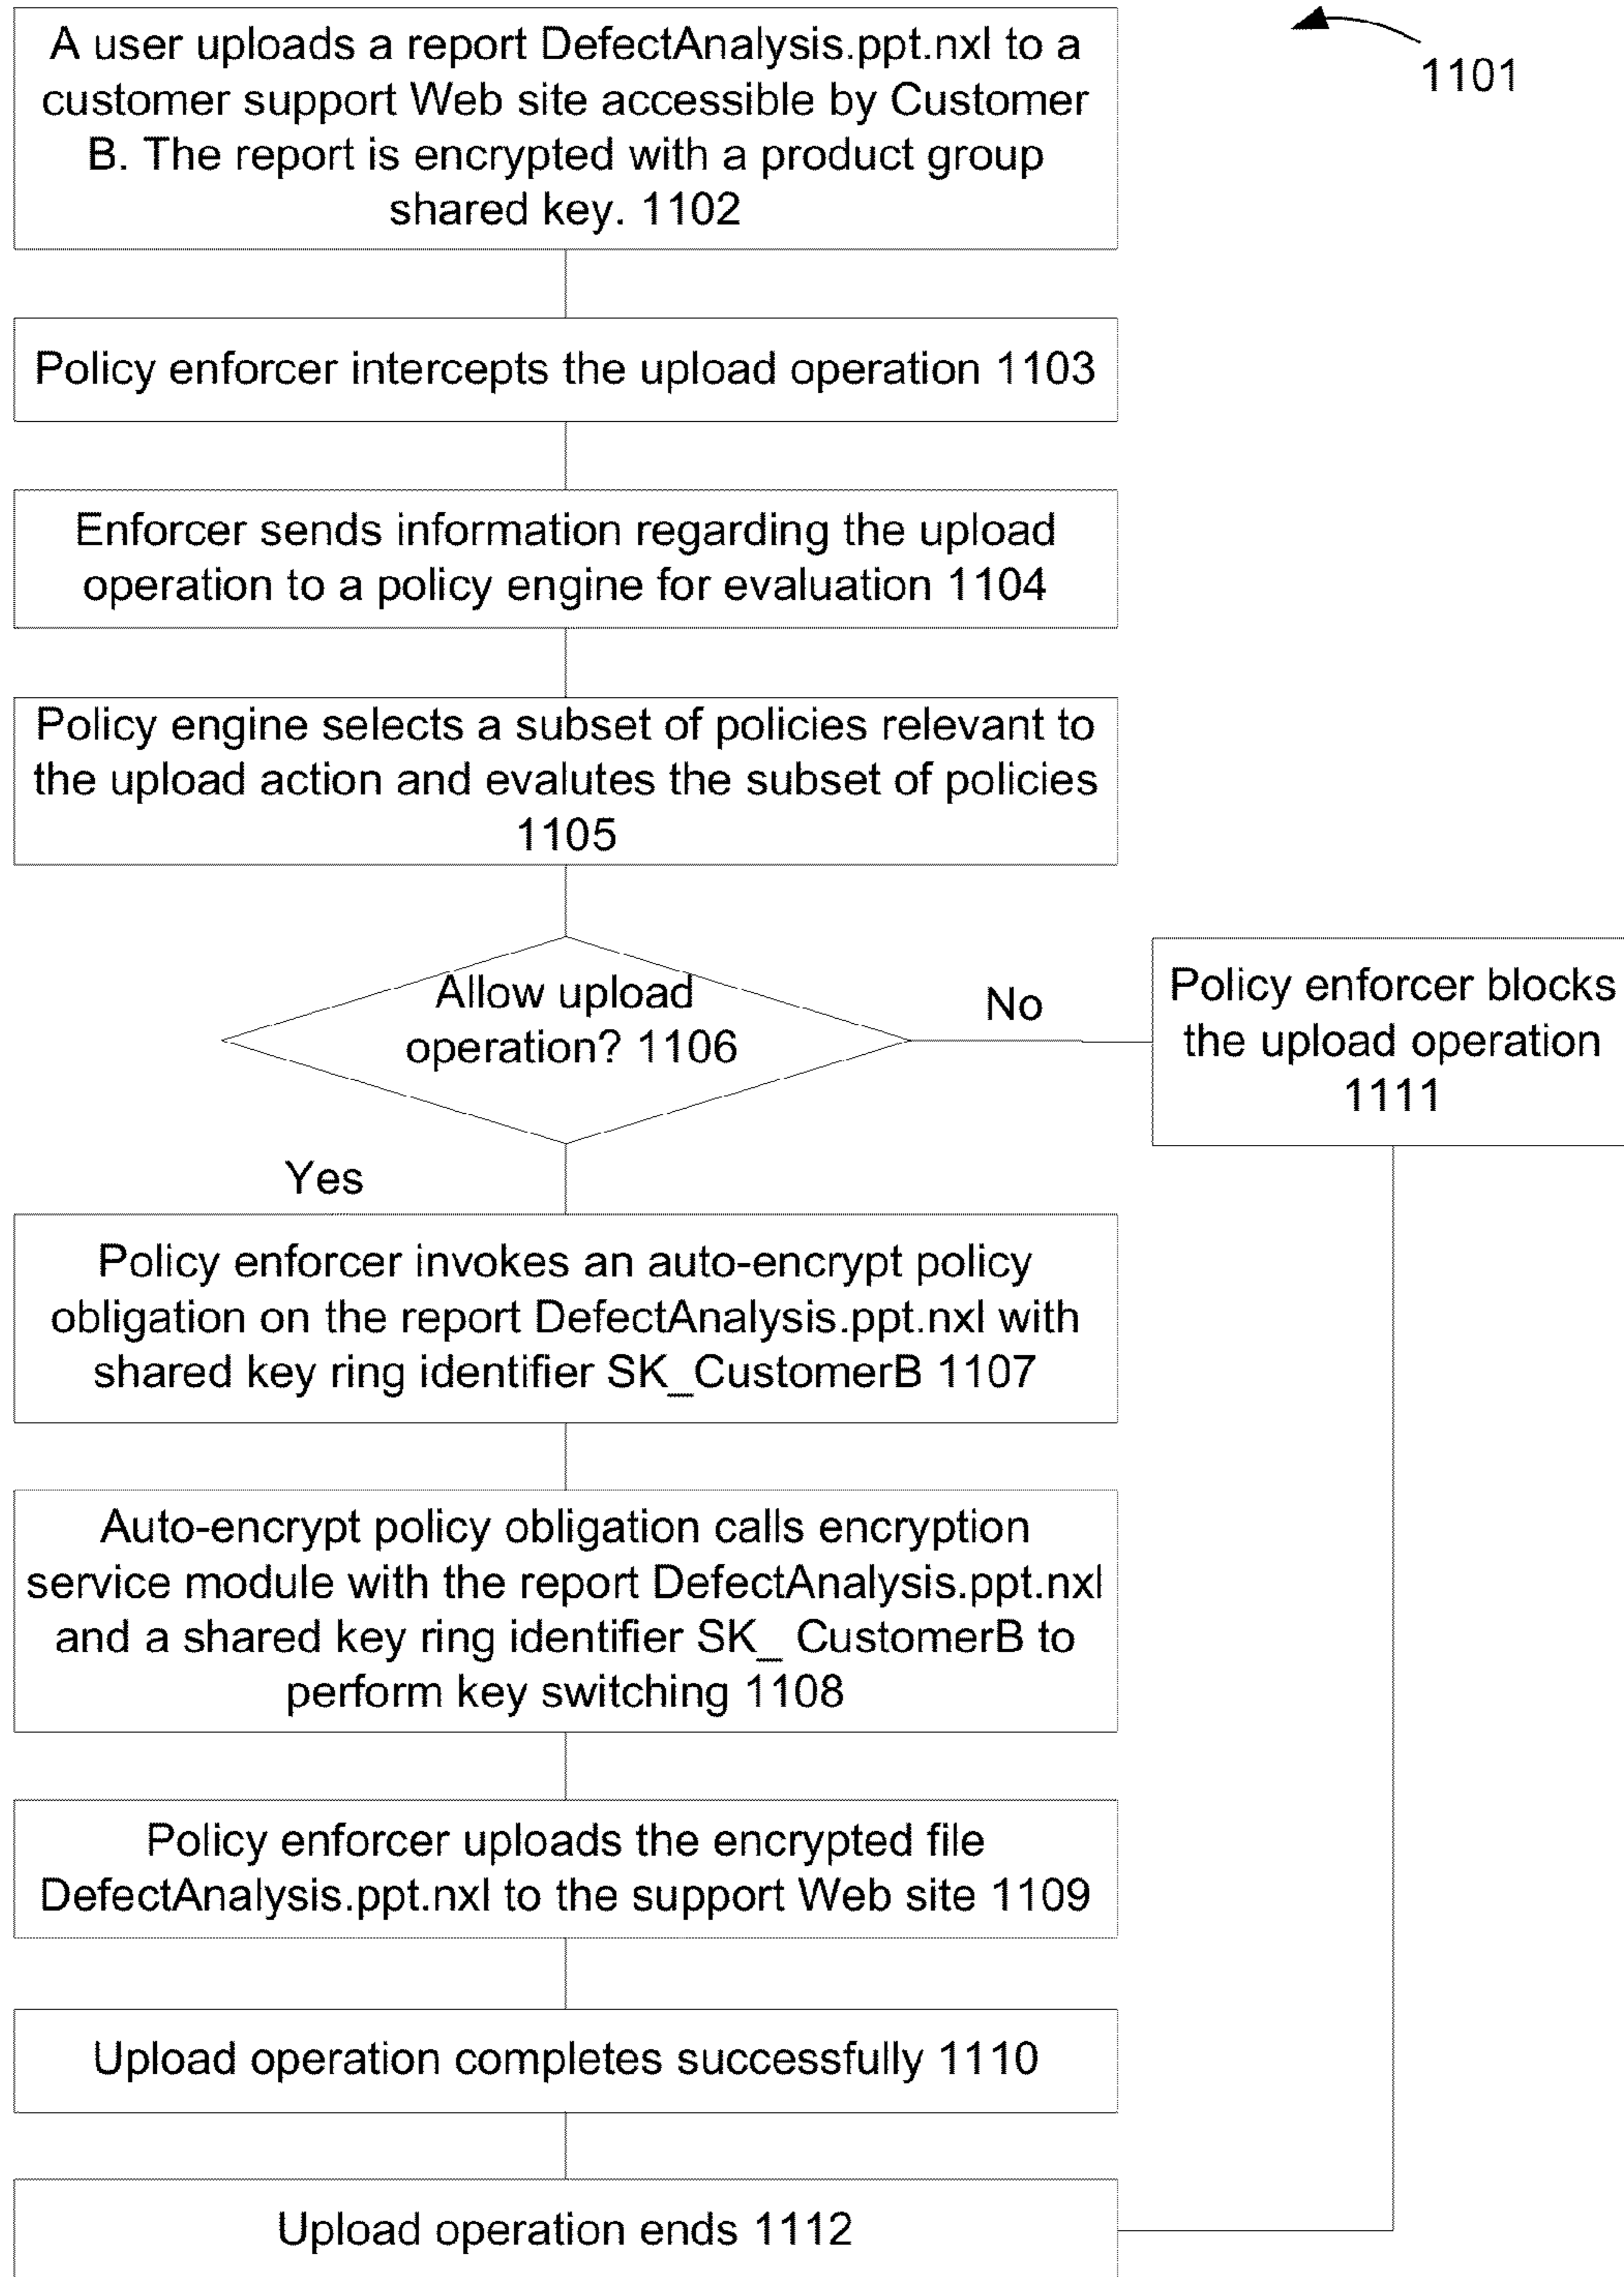 A user uploads a report DefectAnalysis.ppt.nxl to a
customer support Web site accessible by Customer
B. The report is encrypted with a product group
shared key. 1102
1101
Policy enforcer intercepts the upload operation 1103
Enforcer sends information regarding the upload
operation to a policy engine for evaluation 1104
Policy engine selects a subset of policies relevant to
the upload action and evalutes the subset of policies
1105
Allow upload
operation? 1106
No
Policy enforcer blocks
the upload operation
1111
Yes
Policy enforcer invokes an auto-encrypt policy
obligation on the report DefectAnalysis.ppt.nxl with
shared key ring identifier SK_CustomerB 1107
Auto-encrypt policy obligation calls encryption
service module with the report DefectAnalysis.ppt.nxl
and a shared key ring identifier SK_ CustomerB to
perform key switching 1108
Policy enforcer uploads the encrypted file
DefectAnalysis.ppt.nxl to the support Web site 1109
Upload operation completes successfully 1110
Upload operation ends 1112